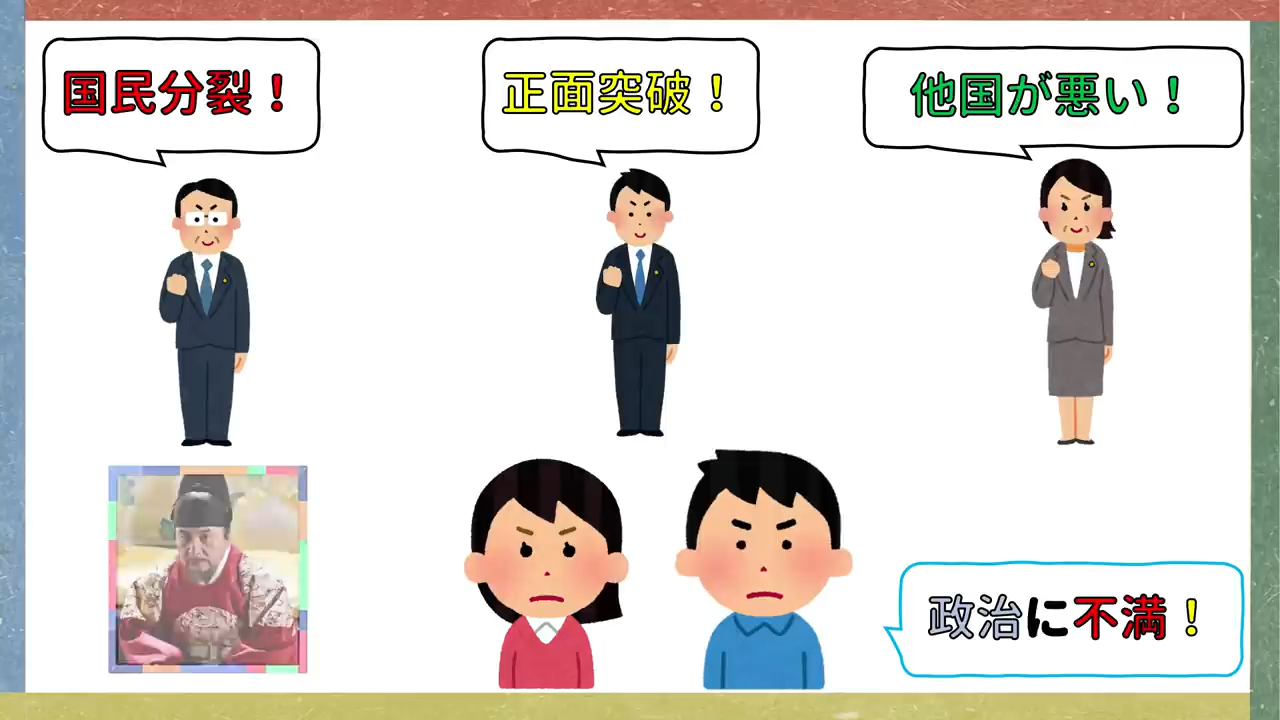 国民分裂！
正面突破！
他国が悪い！
政治に不満！